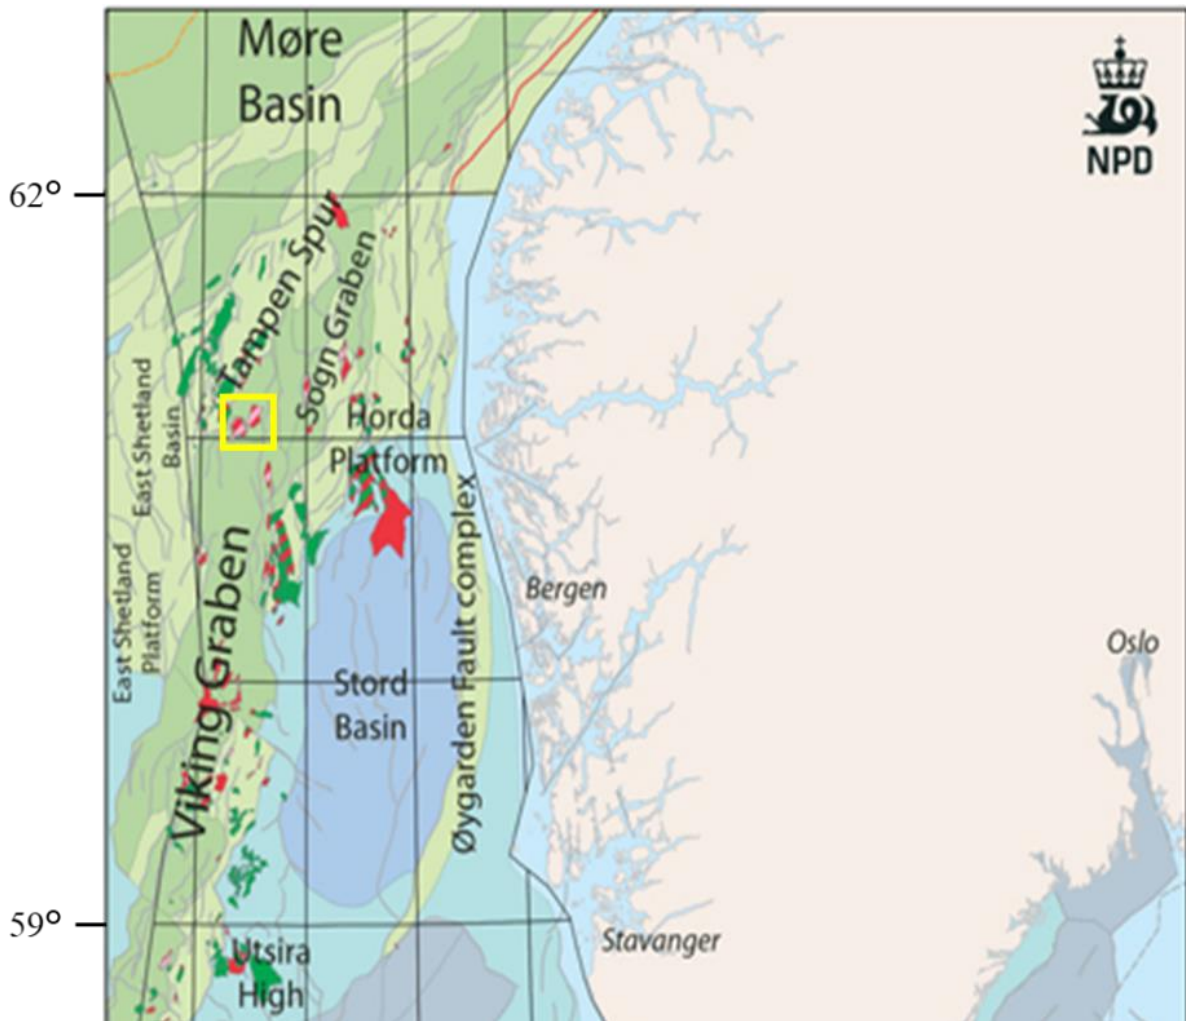 Møre
Basin
NPD
62°
Tampen Spur
Sogn Graben
East Shetland
Basin
Horda
Platform
Viking Graben
East Shetland
Platform
Øygarden Fault complex
Bergen
Oslo
Stord
Basin
59°
Stavanger
Utsira
High